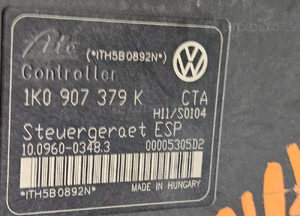 Ate
(*1TH5B0892N*)
Controller
1K0 907 379 K CTA
H11/S0104
Steuergeraet ESP
10.0960-0348.3 00005305D2
*1TH5B0892N*
MADE IN HUNGARY